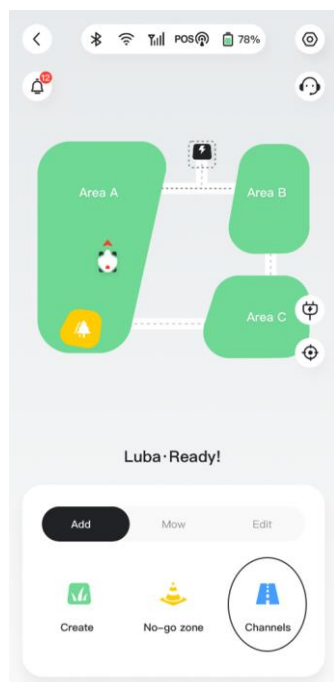 POS 78%
12
Area A
Area B
Area C
Luba·Ready!
Add Mow Edit
Create No-go zone Channels